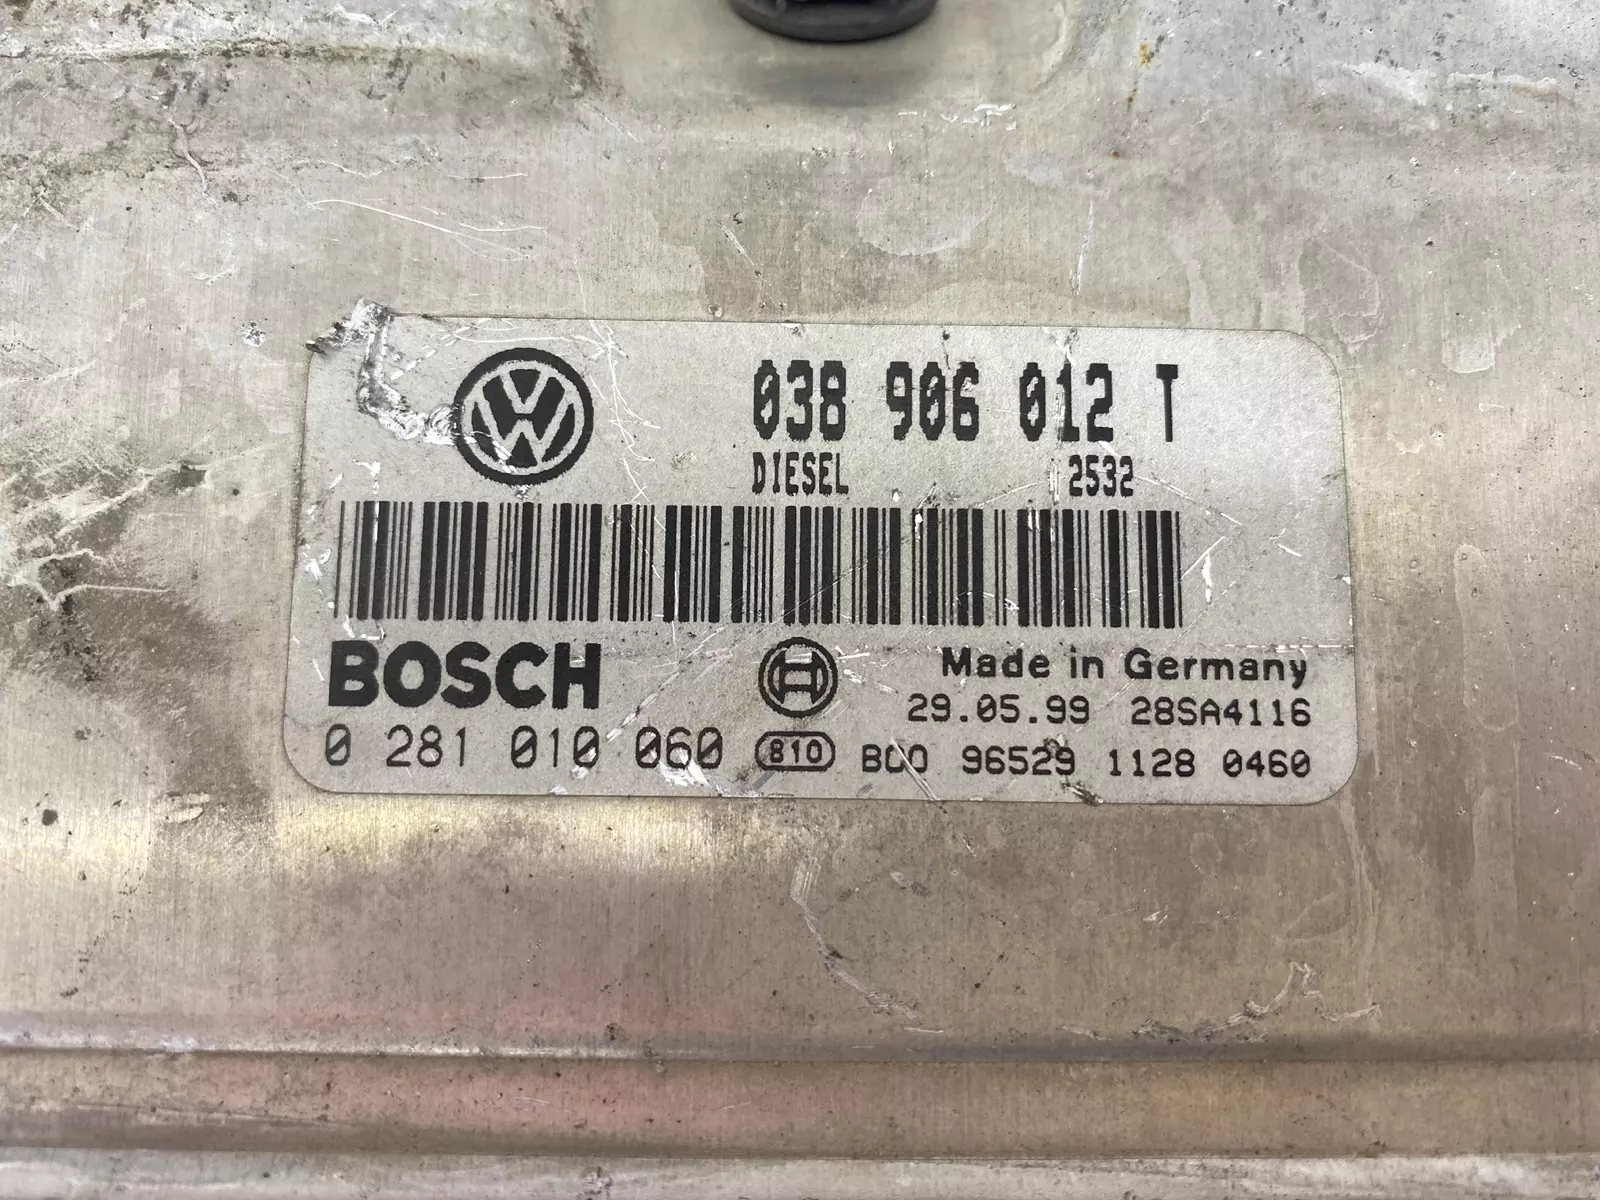 038 906 012 T
DIESEL 2532
BOSCH
Made in Germany
29.05.99 28SA4116
0 281 010 060 810 BCO 96529 1128 0460